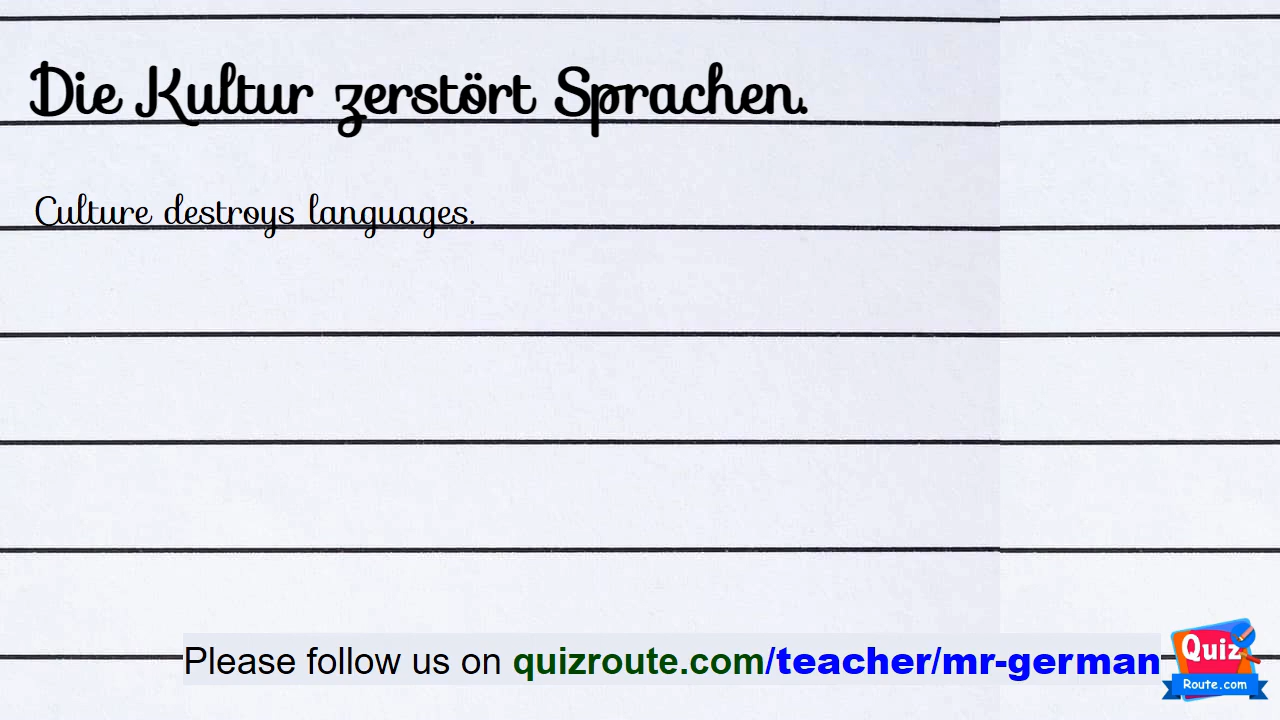 Die Kultur zerstört Sprachen.
Culture destroys languages.
Please follow us on quizroute.com/teacher/mr-german
Quiz
Route.com